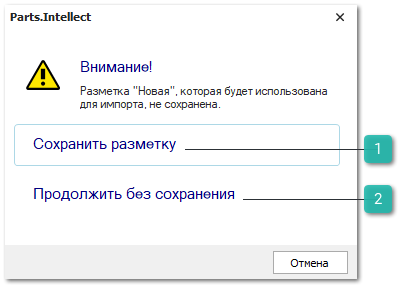 Parts.Intellect
Внимание!
Разметка "Новая", которая будет использована
для импорта, не сохранена.
Сохранить разметку
1
Продолжить без сохранения
2
Отмена